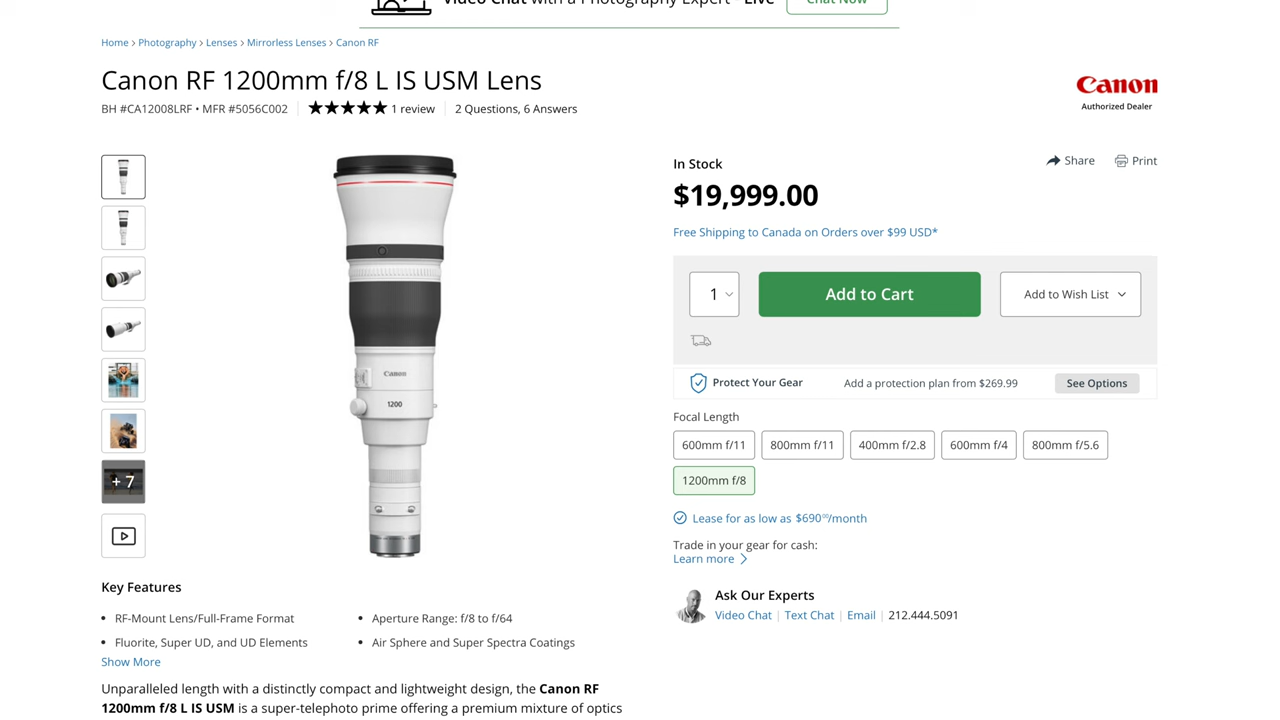 Video Chat with a Photography Expert - Live
Chat Now
Home > Photography > Lenses > Mirrorless Lenses > Canon RF
Canon RF 1200mm f/8 L IS USM Lens
BH #CA12008LRF • MFR #5056C002
★★★★★ 1 review
2 Questions, 6 Answers
Canon
Authorized Dealer
In Stock
Share
Print
$19,999.00
Free Shipping to Canada on Orders over $99 USD*
1
Add to Cart
Add to Wish List
Protect Your Gear
Add a protection plan from $269.99
See Options
Focal Length
600mm f/11
800mm f/11
400mm f/2.8
600mm f/4
800mm f/5.6
1200mm f/8
Lease for as low as $690⁰⁰/month
Trade in your gear for cash:
Learn more >
Ask Our Experts
Video Chat | Text Chat | Email | 212.444.5091
Canon
1200
+ 7
Key Features
• RF-Mount Lens/Full-Frame Format
• Aperture Range: f/8 to f/64
• Fluorite, Super UD, and UD Elements
• Air Sphere and Super Spectra Coatings
Show More
Unparalleled length with a distinctly compact and lightweight design, the Canon RF
1200mm f/8 L IS USM is a super-telephoto prime offering a premium mixture of optics